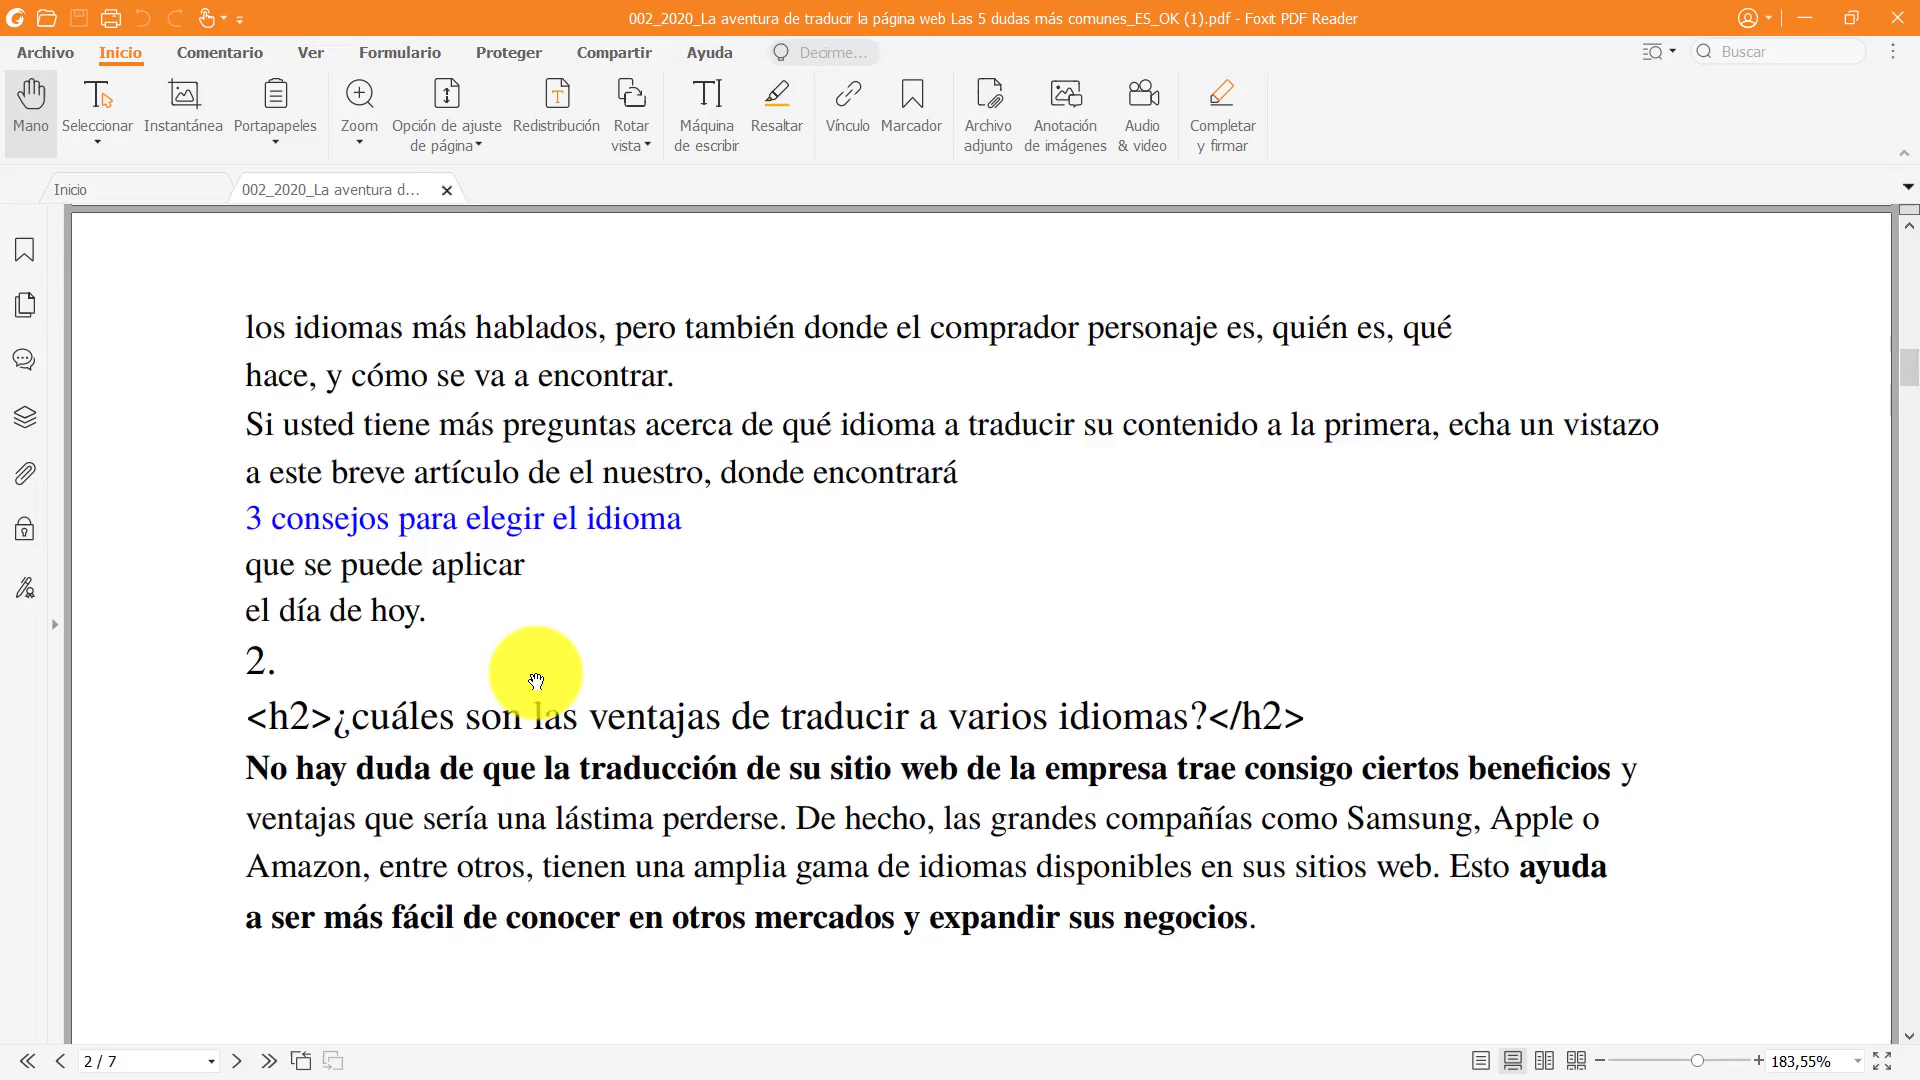 002_2020_La aventura de traducir la página web Las 5 dudas más comunes_ES_OK (1).pdf - Foxit PDF Reader
Archivo Inicio Comentario Ver Formulario Proteger Compartir Ayuda Decirme... Buscar
Mano Seleccionar Instantánea Portapapeles Zoom Opción de ajuste Redistribución Rotar Máquina Resaltar Vínculo Marcador Archivo Anotación Audio Completar
de página vista de escribir adjunto de imágenes & video y firmar
Inicio 002_2020_La aventura d...
los idiomas más hablados, pero también donde el comprador personaje es, quién es, qué
hace, y cómo se va a encontrar.
Si usted tiene más preguntas acerca de qué idioma a traducir su contenido a la primera, echa un vistazo
a este breve artículo de el nuestro, donde encontrará
3 consejos para elegir el idioma
que se puede aplicar
el día de hoy.
2.
<h2>¿cuáles son las ventajas de traducir a varios idiomas?</h2>
No hay duda de que la traducción de su sitio web de la empresa trae consigo ciertos beneficios y
ventajas que sería una lástima perderse. De hecho, las grandes compañías como Samsung, Apple o
Amazon, entre otros, tienen una amplia gama de idiomas disponibles en sus sitios web. Esto ayuda
a ser más fácil de conocer en otros mercados y expandir sus negocios.
2 / 7 183,55%